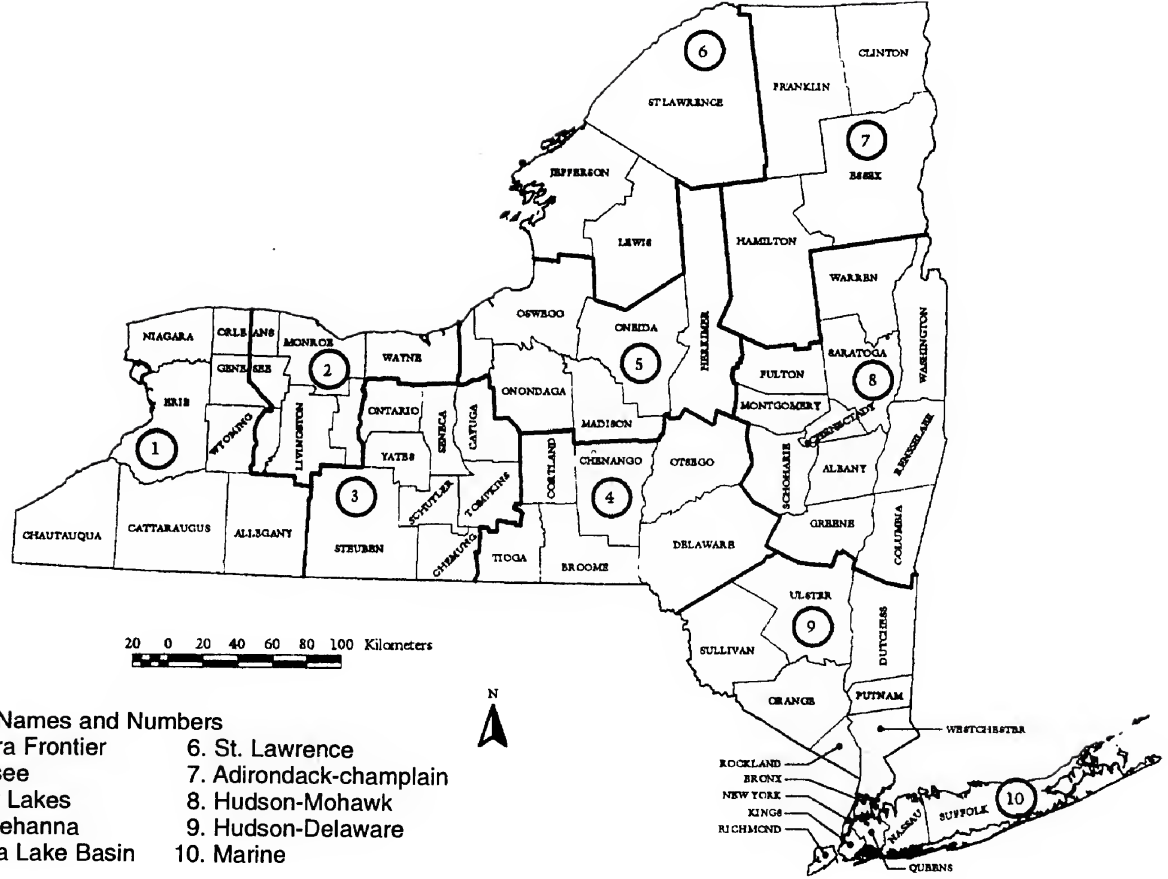 6
CLINTON
FRANKLIN
ST LAWRENCE
7
ESSEX
JEFFERSON
LEWIS
HAMILTON
WARREN
WASHINGTON
OSWEGO
ONEIDA
HERKIMER
NIAGARA
ORLEANS
MONROE
2
WAYNE
5
SARATOGA
8
GENESEE
FULTON
ERIE
ONTARIO
SENECA
CAYUGA
ONONDAGA
MADISON
MONTGOMERY
SCHENECTADY
1
WYOMING
LIVINGSTON
YATES
CORTLAND
CHENANGO
OTSEGO
SCHOHARIE
ALBANY
RENSSELAER
3
SCHUYLER
TOMPKINS
4
GREENE
COLUMBIA
CHAUTAUQUA
CATTARAUGUS
ALLEGANY
STEUBEN
CHEMUNG
TIOGA
BROOME
DELAWARE
ULSTER
9
DUTCHESS
SULLIVAN
ORANGE
PUTNAM
20 0 20 40 60 80 100 Kilometers
N
WESTCHESTER
ROCKLAND
BRONX
NEW YORK
KINGS
RICHMOND
NASSAU
SUFFOLK
10
QUEENS
Names and Numbers
ra Frontier 6. St. Lawrence
see 7. Adirondack-champlain
Lakes 8. Hudson-Mohawk
ehanna 9. Hudson-Delaware
a Lake Basin 10. Marine